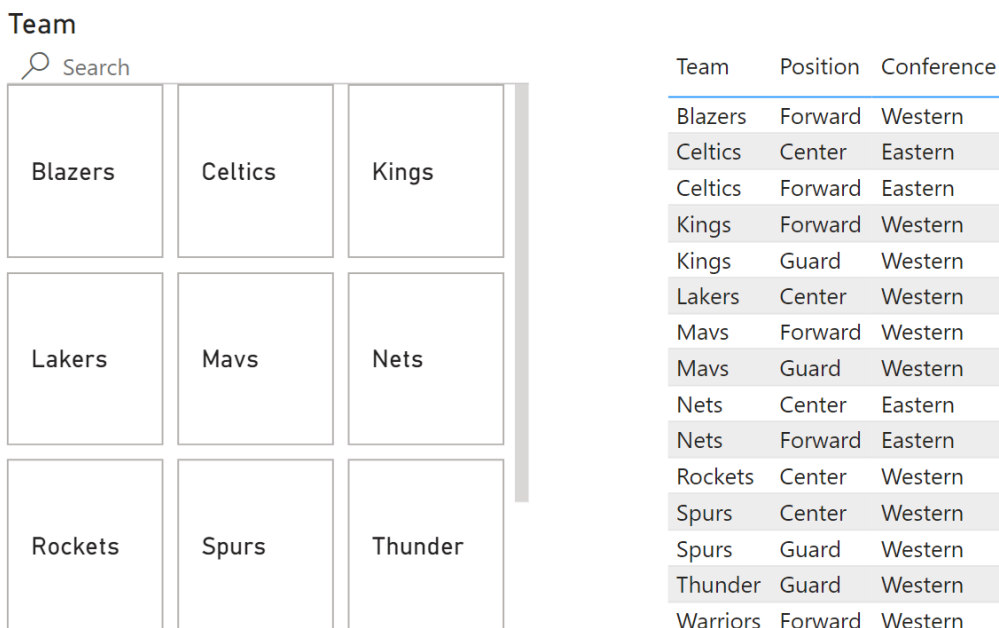 Team
Search
Blazers Celtics Kings
Lakers Mavs Nets
Rockets Spurs Thunder
Team Position Conference
Blazers Forward Western
Celtics Center Eastern
Celtics Forward Eastern
Kings Forward Western
Kings Guard Western
Lakers Center Western
Mavs Forward Western
Mavs Guard Western
Nets Center Eastern
Nets Forward Eastern
Rockets Center Western
Spurs Center Western
Spurs Guard Western
Thunder Guard Western
Warriors Forward Western